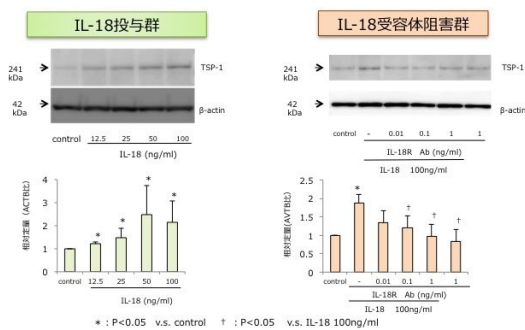 IL-18投与群
241
kDa
TSP-1
42
kDa
β-actin
control 12.5 25 50 100
IL-18 (ng/ml)
相対定量 (ACTB比)
4
3
2
1
0
* * * *
control 12.5 25 50 100
IL-18 (ng/ml)
IL-18受容体阻害群
241
kDa
TSP-1
42
kDa
β-actin
control - 0.01 0.1 1 1
IL-18R Ab (ng/ml)
IL-18 100ng/ml
相対定量(AVTB比)
2.5
2
1.5
1
0.5
0
* † † †
control - 0.01 0.1 1 1
IL-18R Ab (ng/ml)
IL-18 100ng/ml
* : P<0.05 v.s. control † : P<0.05 v.s. IL-18 100ng/ml